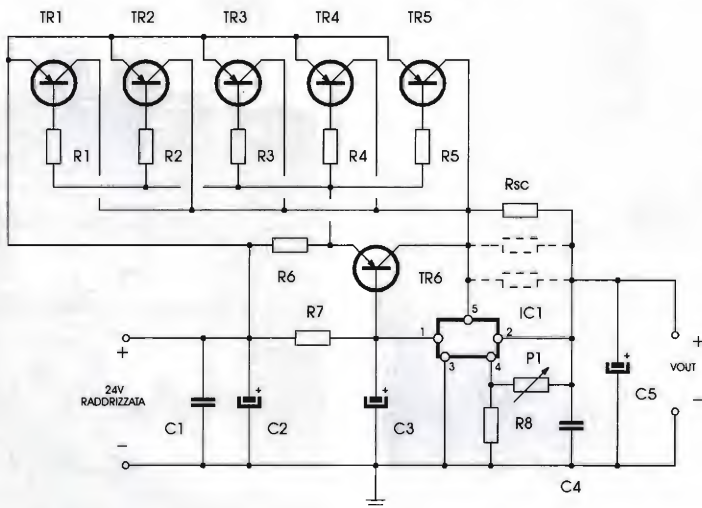 TR1 TR2 TR3 TR4 TR5
R1 R2 R3 R4 R5
Rsc
R6
TR6
R7
IC1
5
1 2
3 4
P1
+ + + + +
24V
RADDRIZZATA
VOUT
C1 C2 C3 R8 C5
- -
C4